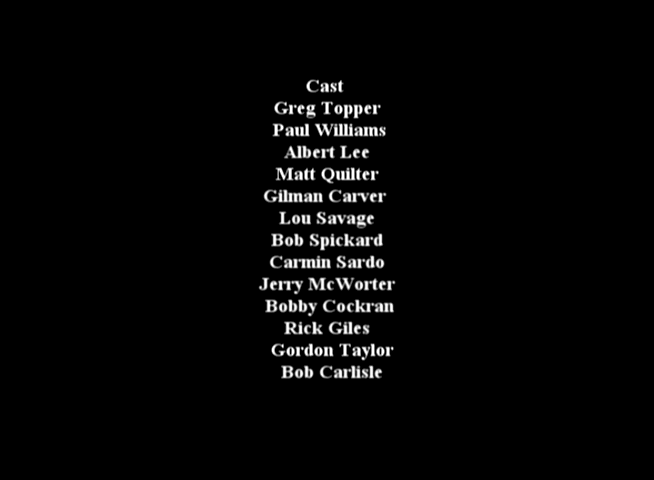 Cast
Greg Topper
Paul Williams
Albert Lee
Matt Quilter
Gilman Carver
Lou Savage
Bob Spickard
Carmin Sardo
Jerry McWorter
Bobby Cockran
Rick Giles
Gordon Taylor
Bob Carlisle